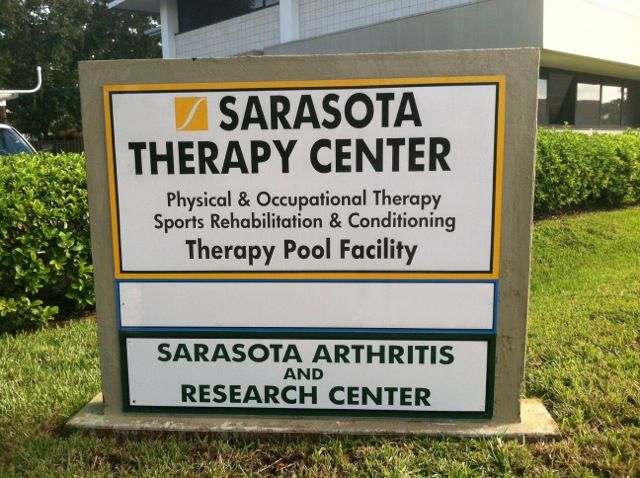 SARASOTA
THERAPY CENTER
Physical & Occupational Therapy
Sports Rehabilitation & Conditioning
Therapy Pool Facility
SARASOTA ARTHRITIS
AND
RESEARCH CENTER